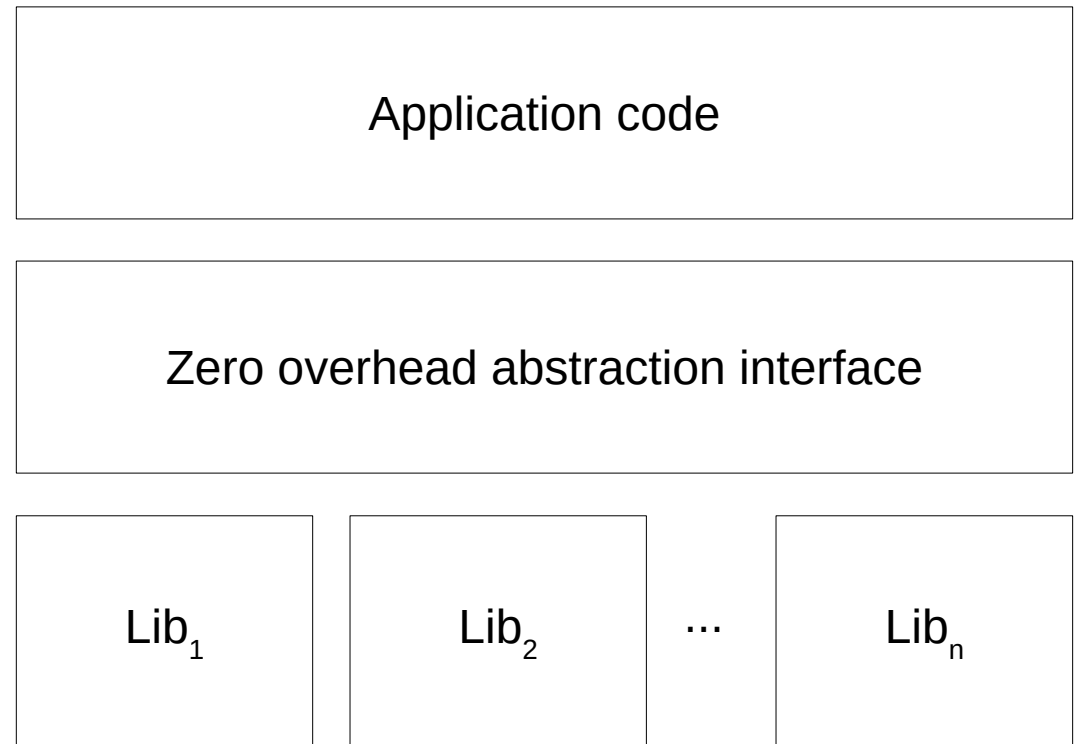 Application code
Zero overhead abstraction interface
Lib₁ Lib₂ ... Libₙ